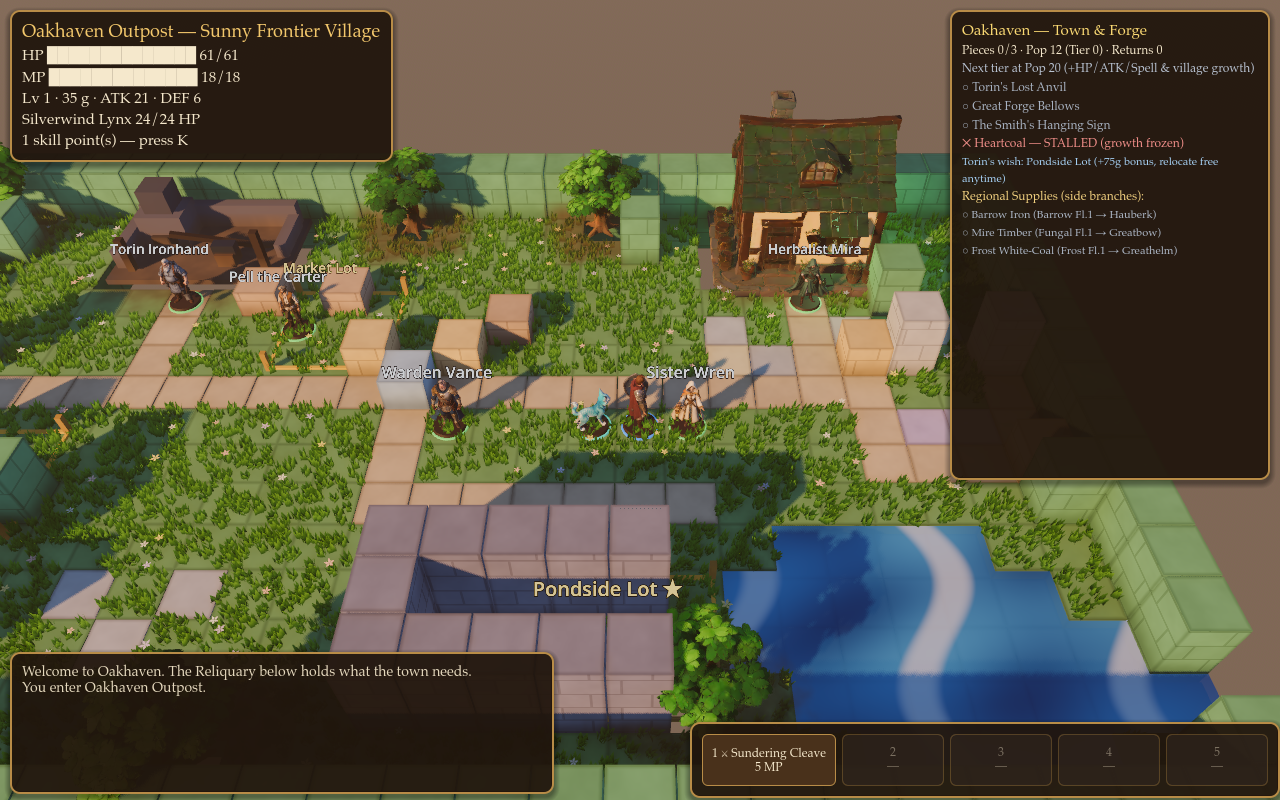 Oakhaven Outpost — Sunny Frontier Village
HP 61/61
MP 18/18
Lv 1 · 35 g · ATK 21 · DEF 6
Silverwind Lynx 24/24 HP
1 skill point(s) — press K
Oakhaven — Town & Forge
Pieces 0/3 · Pop 12 (Tier 0) · Returns 0
Next tier at Pop 20 (+HP/ATK/Spell & village growth)
○ Torin's Lost Anvil
○ Great Forge Bellows
○ The Smith's Hanging Sign
✕ Heartcoal — STALLED (growth frozen)
Torin's wish: Pondside Lot (+75g bonus, relocate free
anytime)
Regional Supplies (side branches):
○ Barrow Iron (Barrow Fl.1 → Hauberk)
○ Mire Timber (Fungal Fl.1 → Greatbow)
○ Frost White-Coal (Frost Fl.1 → Greathelm)
Torin Ironhand
Herbalist Mira
Market Lot
Pell the Carter
Warden Vance
Sister Wren
Pondside Lot ★
Welcome to Oakhaven. The Reliquary below holds what the town needs.
You enter Oakhaven Outpost.
1 ⚔ Sundering Cleave
5 MP
2
—
3
—
4
—
5
—